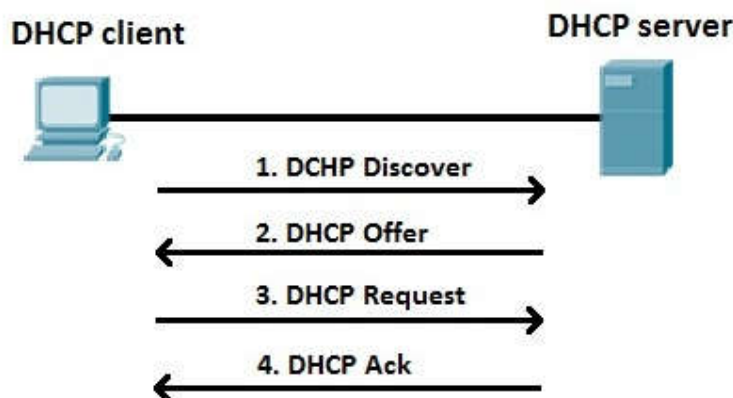 DHCP client
DHCP server
1. DCHP Discover
2. DHCP Offer
3. DHCP Request
4. DHCP Ack